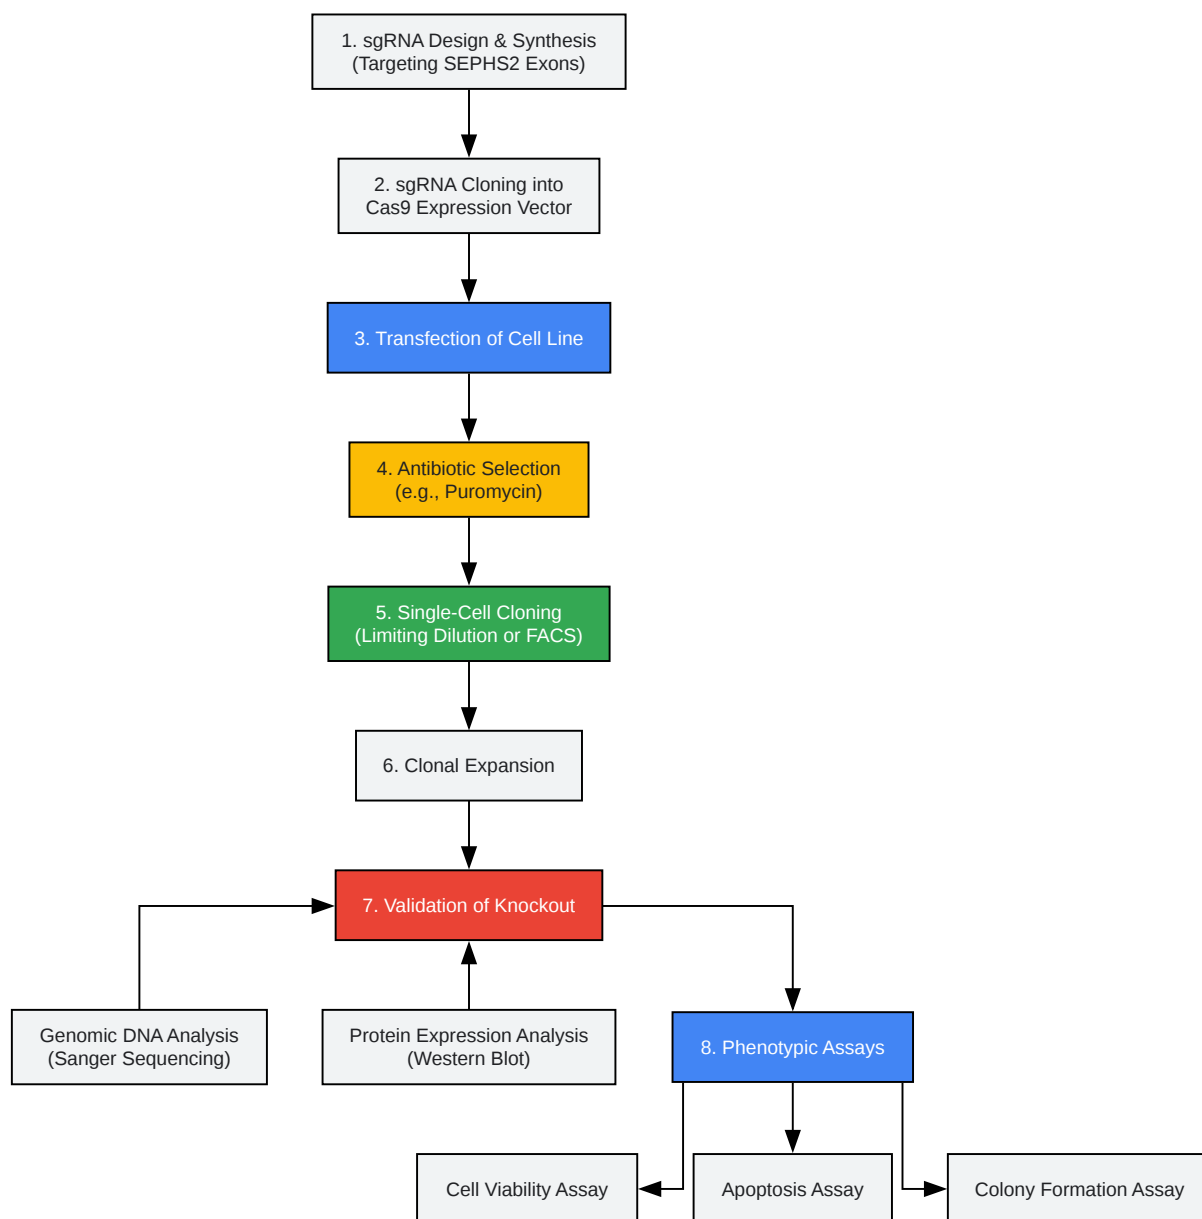 1. sgRNA Design & Synthesis
(Targeting SEPHS2 Exons)
2. sgRNA Cloning into
Cas9 Expression Vector
3. Transfection of Cell Line
4. Antibiotic Selection
(e.g., Puromycin)
5. Single-Cell Cloning
(Limiting Dilution or FACS)
6. Clonal Expansion
7. Validation of Knockout
Genomic DNA Analysis
(Sanger Sequencing)
Protein Expression Analysis
(Western Blot)
8. Phenotypic Assays
Cell Viability Assay
Apoptosis Assay
Colony Formation Assay